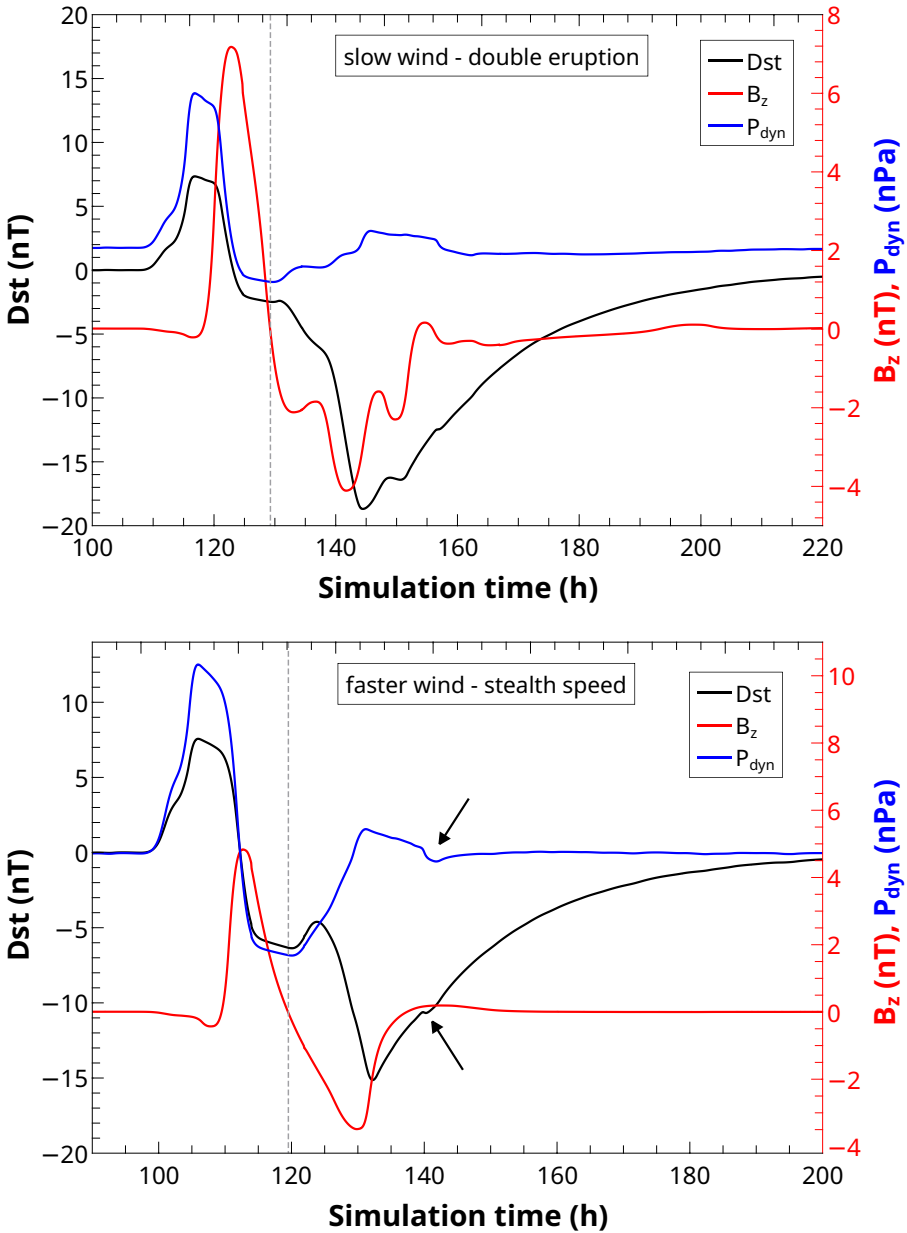 slow wind - double eruption
Dst
Bz
Pdyn
20
15
10
5
0
−5
−10
−15
−20
Dst (nT)
8
6
4
2
0
−2
−4
Bz (nT), Pdyn (nPa)
100 120 140 160 180 200 220
Simulation time (h)
faster wind - stealth speed
Dst
Bz
Pdyn
10
5
0
−5
−10
−15
−20
Dst (nT)
10
8
6
4
2
0
−2
−4
Bz (nT), Pdyn (nPa)
100 120 140 160 180 200
Simulation time (h)